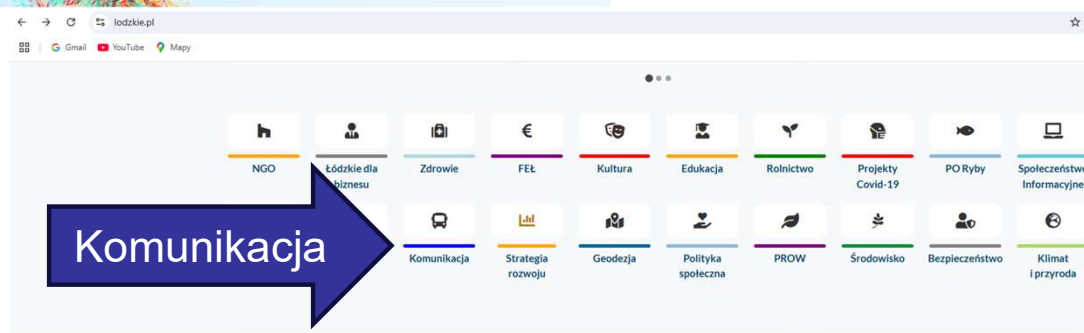 lodzkie.pl
Gmail YouTube Mapy
NGO
Łódzkie dla
biznesu
Zdrowie
FEŁ
Kultura
Edukacja
Rolnictwo
Projekty
Covid-19
PO Ryby
Społeczeństwo
Informacyjne
Komunikacja
Komunikacja
Strategia
rozwoju
Geodezja
Polityka
społeczna
PROW
Środowisko
Bezpieczeństwo
Klimat
i przyroda